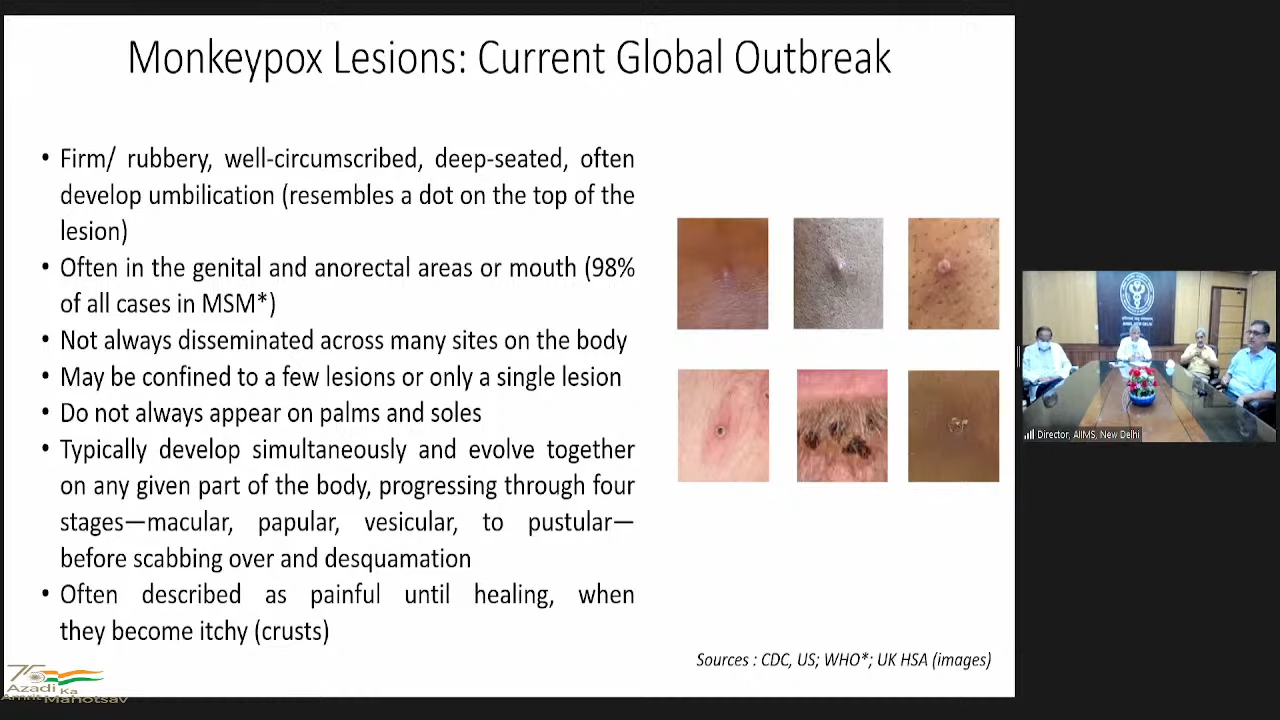 Monkeypox Lesions: Current Global Outbreak
• Firm/ rubbery, well-circumscribed, deep-seated, often
develop umbilication (resembles a dot on the top of the
lesion)
• Often in the genital and anorectal areas or mouth (98%
of all cases in MSM*)
• Not always disseminated across many sites on the body
• May be confined to a few lesions or only a single lesion
• Do not always appear on palms and soles
• Typically develop simultaneously and evolve together
on any given part of the body, progressing through four
stages—macular, papular, vesicular, to pustular—
before scabbing over and desquamation
• Often described as painful until healing, when
they become itchy (crusts)
Sources : CDC, US; WHO*; UK HSA (images)
75
Azadi Ka
Amrit Mahotsav
Director, AIIMS, New Delhi